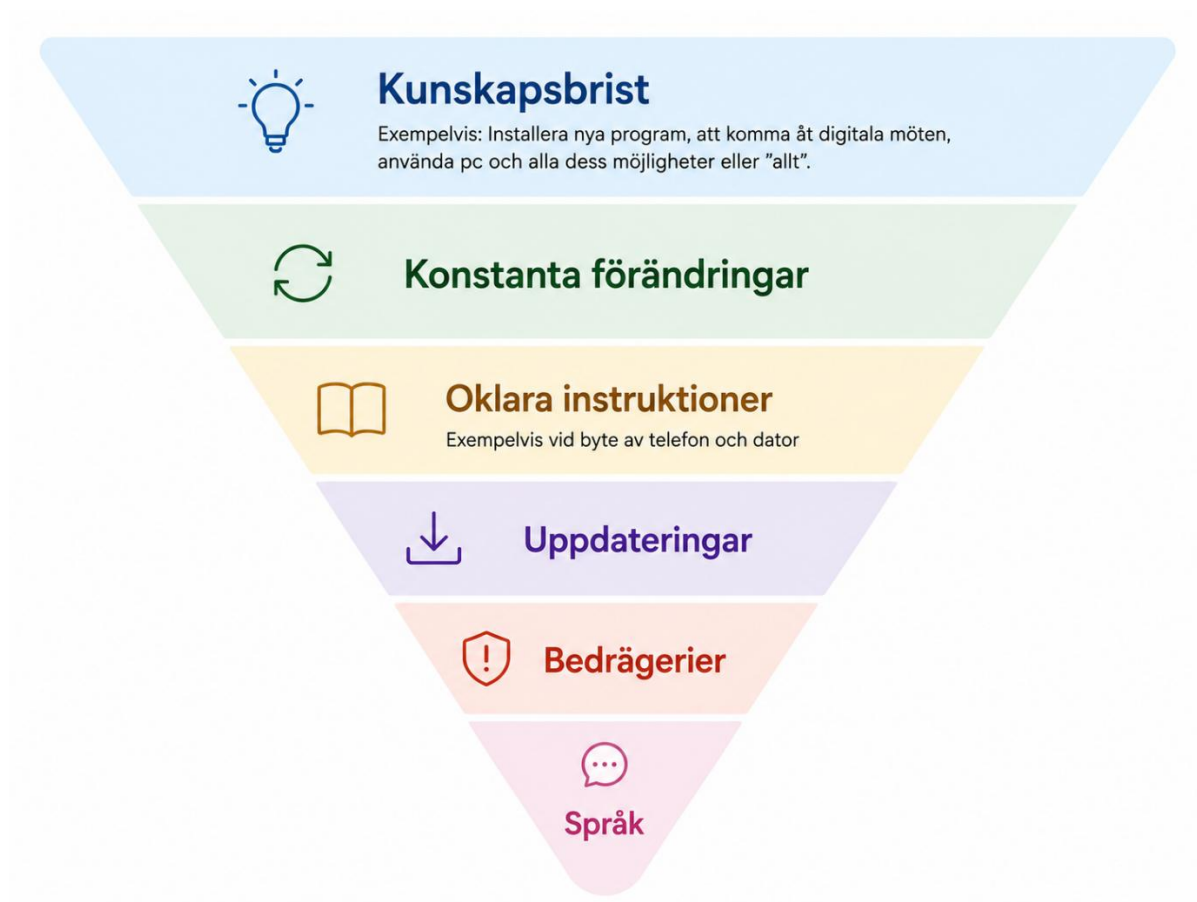 Kunskapsbrist
Exempelvis: Installera nya program, att komma åt digitala möten,
använda pc och alla dess möjligheter eller ”allt”.
Konstanta förändringar
Oklara instruktioner
Exempelvis vid byte av telefon och dator
Uppdateringar
Bedrägerier
Språk